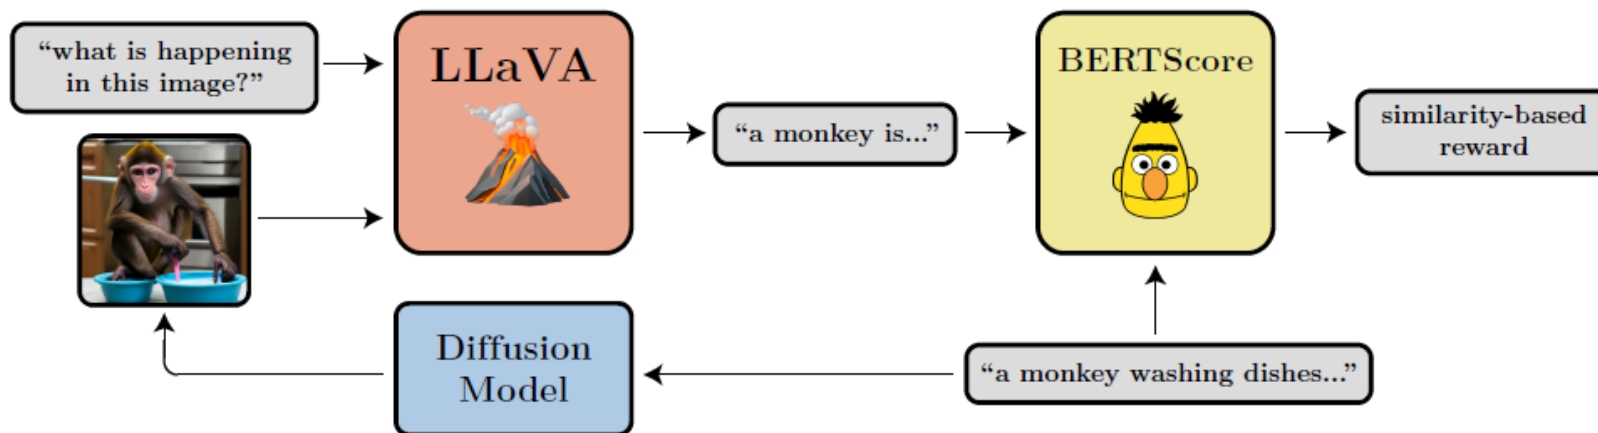 “what is happening
in this image?”
LLaVA
“a monkey is...”
BERTScore
similarity-based
reward
Diffusion
Model
“a monkey washing dishes...”